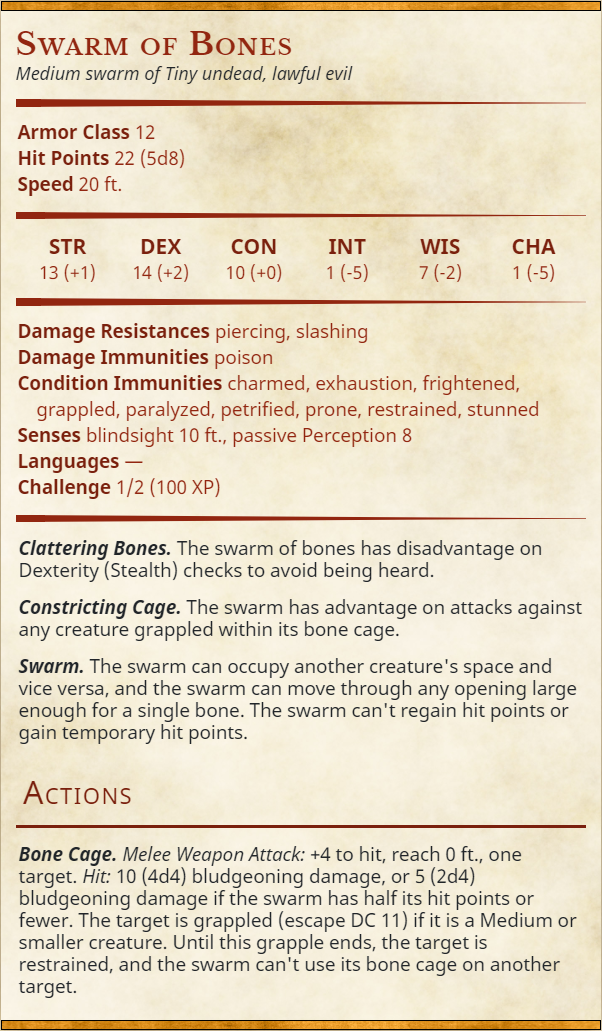 Swarm of Bones
Medium swarm of Tiny undead, lawful evil
Armor Class 12
Hit Points 22 (5d8)
Speed 20 ft.
STR DEX CON INT WIS CHA
13 (+1) 14 (+2) 10 (+0) 1 (-5) 7 (-2) 1 (-5)
Damage Resistances piercing, slashing
Damage Immunities poison
Condition Immunities charmed, exhaustion, frightened,
grappled, paralyzed, petrified, prone, restrained, stunned
Senses blindsight 10 ft., passive Perception 8
Languages —
Challenge 1/2 (100 XP)
Clattering Bones. The swarm of bones has disadvantage on
Dexterity (Stealth) checks to avoid being heard.
Constricting Cage. The swarm has advantage on attacks against
any creature grappled within its bone cage.
Swarm. The swarm can occupy another creature's space and
vice versa, and the swarm can move through any opening large
enough for a single bone. The swarm can't regain hit points or
gain temporary hit points.
Actions
Bone Cage. Melee Weapon Attack: +4 to hit, reach 0 ft., one
target. Hit: 10 (4d4) bludgeoning damage, or 5 (2d4)
bludgeoning damage if the swarm has half its hit points or
fewer. The target is grappled (escape DC 11) if it is a Medium or
smaller creature. Until this grapple ends, the target is
restrained, and the swarm can't use its bone cage on another
target.